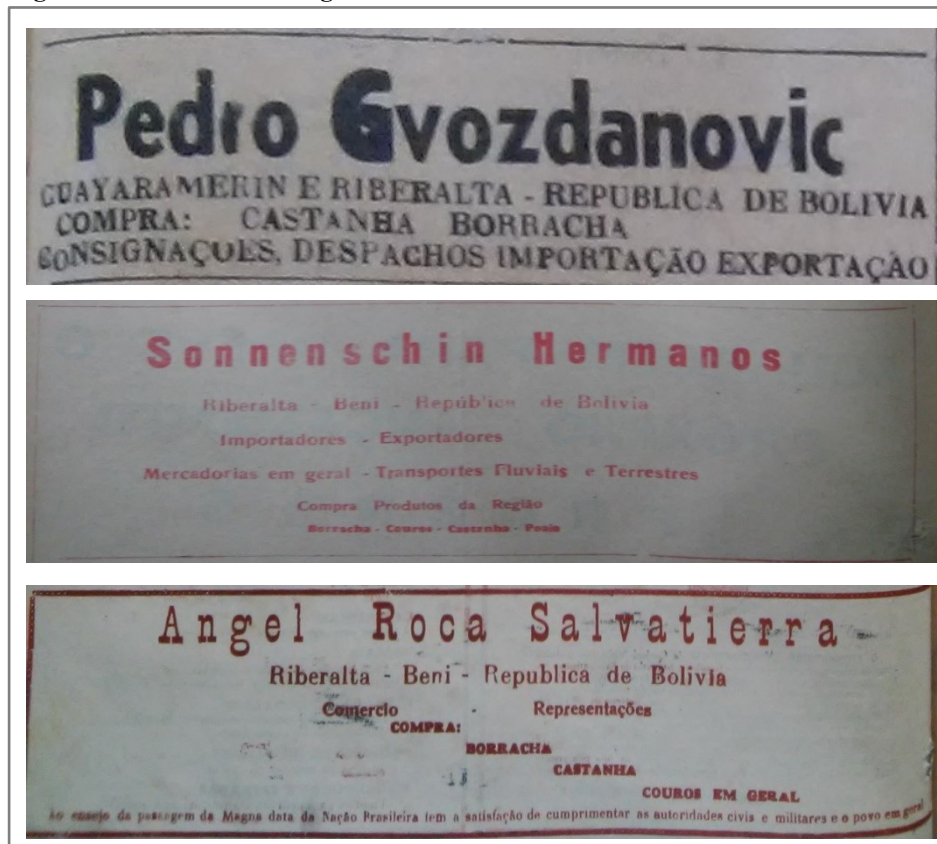 Pedro Gvozdanovic
GUAYARAMERIN E RIBERALTA - REPUBLICA DE BOLIVIA
COMPRA: CASTANHA BORRACHA
CONSIGNAÇOES, DESPACHOS IMPORTAÇÃO EXPORTAÇÃO
Sonnenschin Hermanos
Riberalta - Beni - República de Bolivia
Importadores - Exportadores
Mercadorias em geral - Transportes Fluviais e Terrestres
Compra Produtos da Região
Borracha - Couros - Castanha -
Angel Roca Salvatierra
Riberalta - Beni - Republica de Bolivia
Comercio - Representações
COMPRA:
BORRACHA
CASTANHA
COUROS EM GERAL
Ao ensejo da passagem da Magna data da Nação Brasileira tem a satisfação de cumprimentar as autoridades civis e militares e o povo em geral